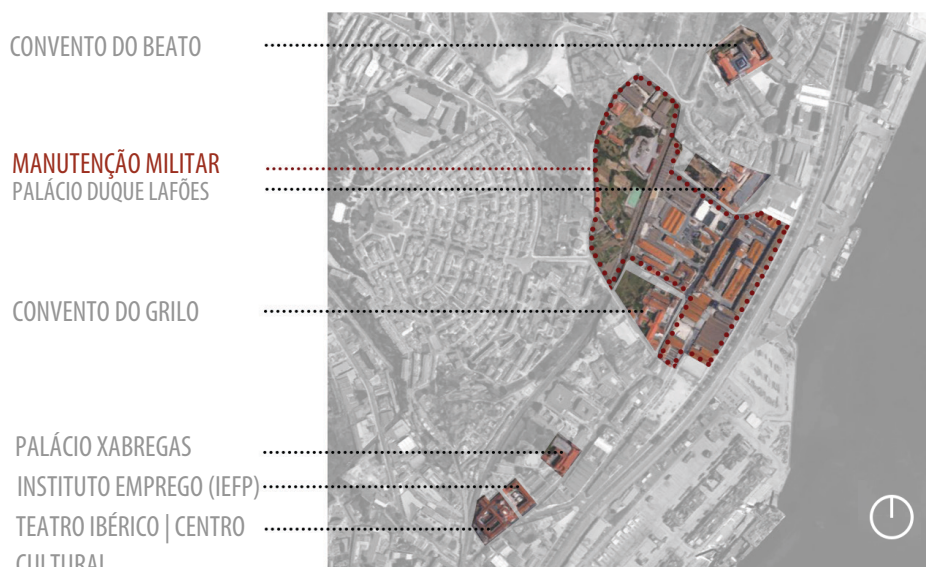 CONVENTO DO BEATO
MANUTENÇÃO MILITAR
PALÁCIO DUQUE LAFÕES
CONVENTO DO GRILO
PALÁCIO XABREGAS
INSTITUTO EMPREGO (IEFP)
TEATRO IBÉRICO | CENTRO
CULTURAL